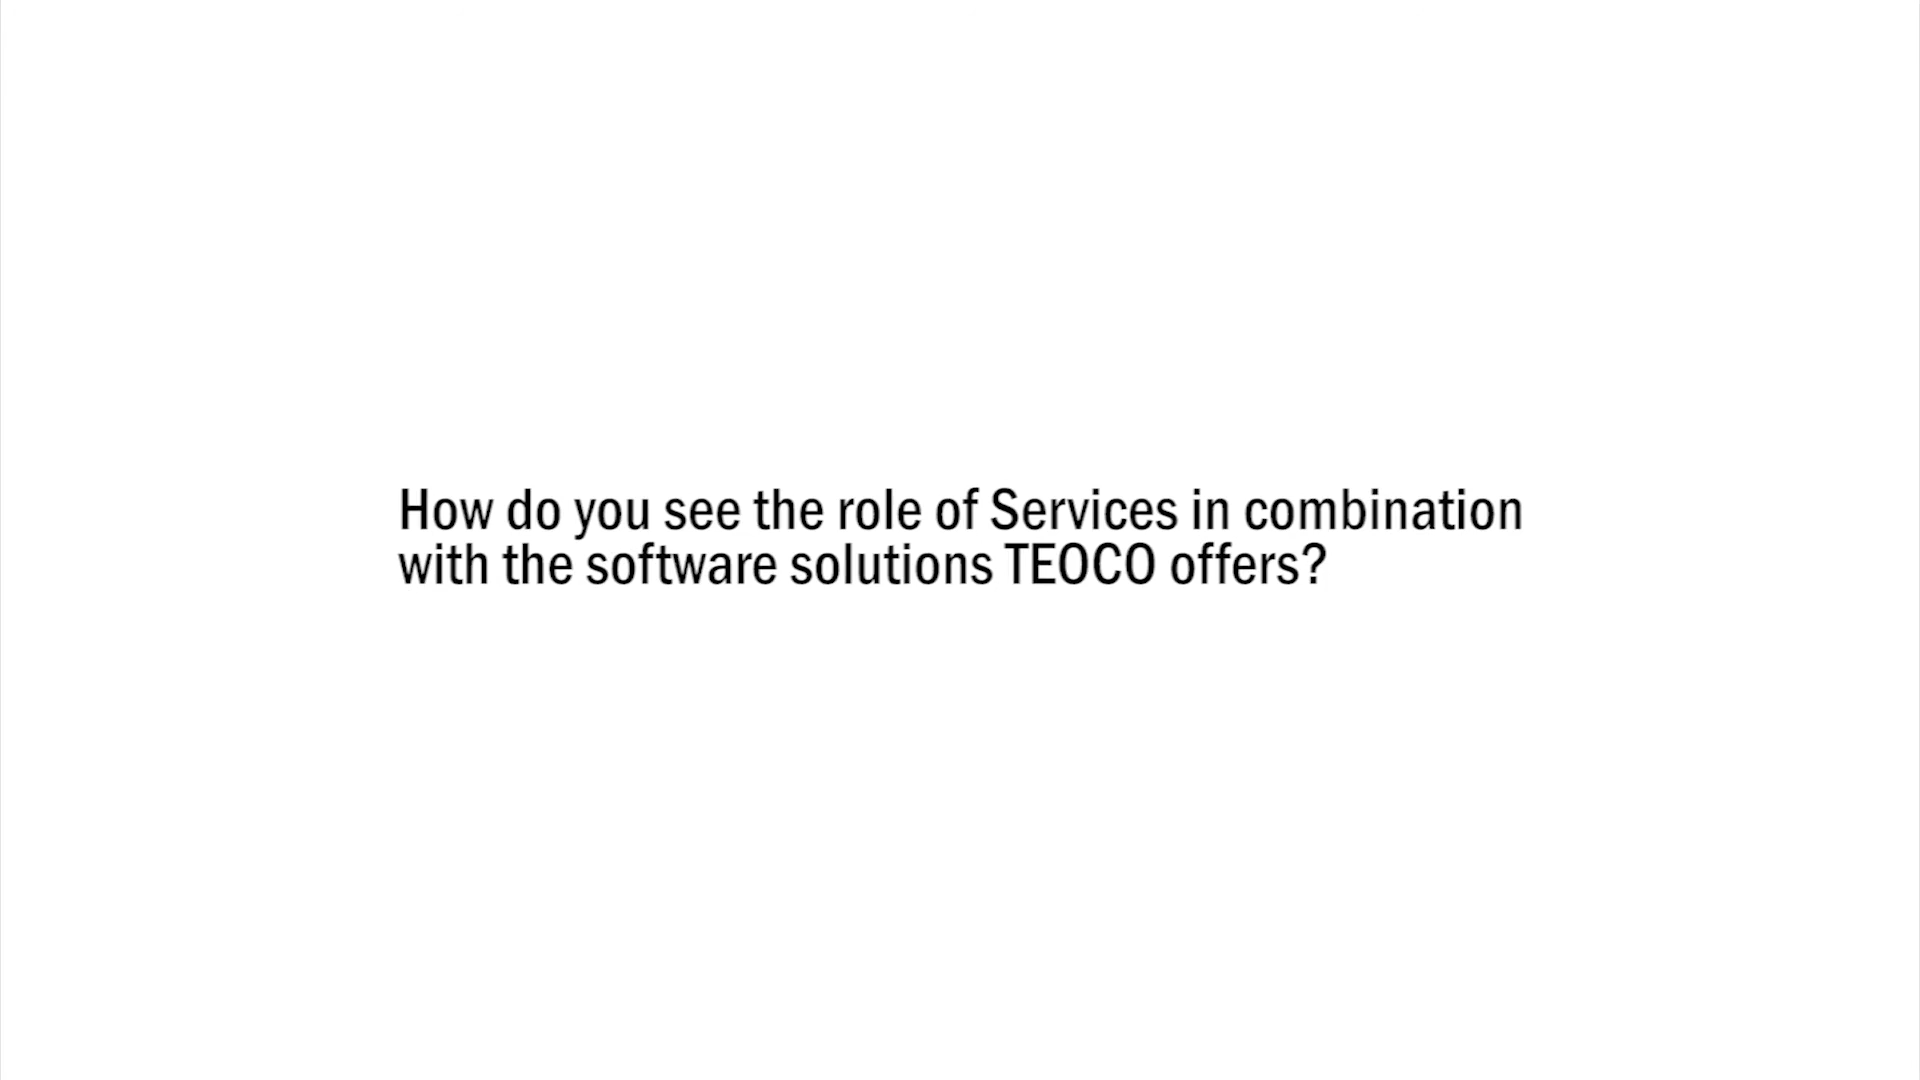 How do you see the role of Services in combination
with the software solutions TEOCO offers?